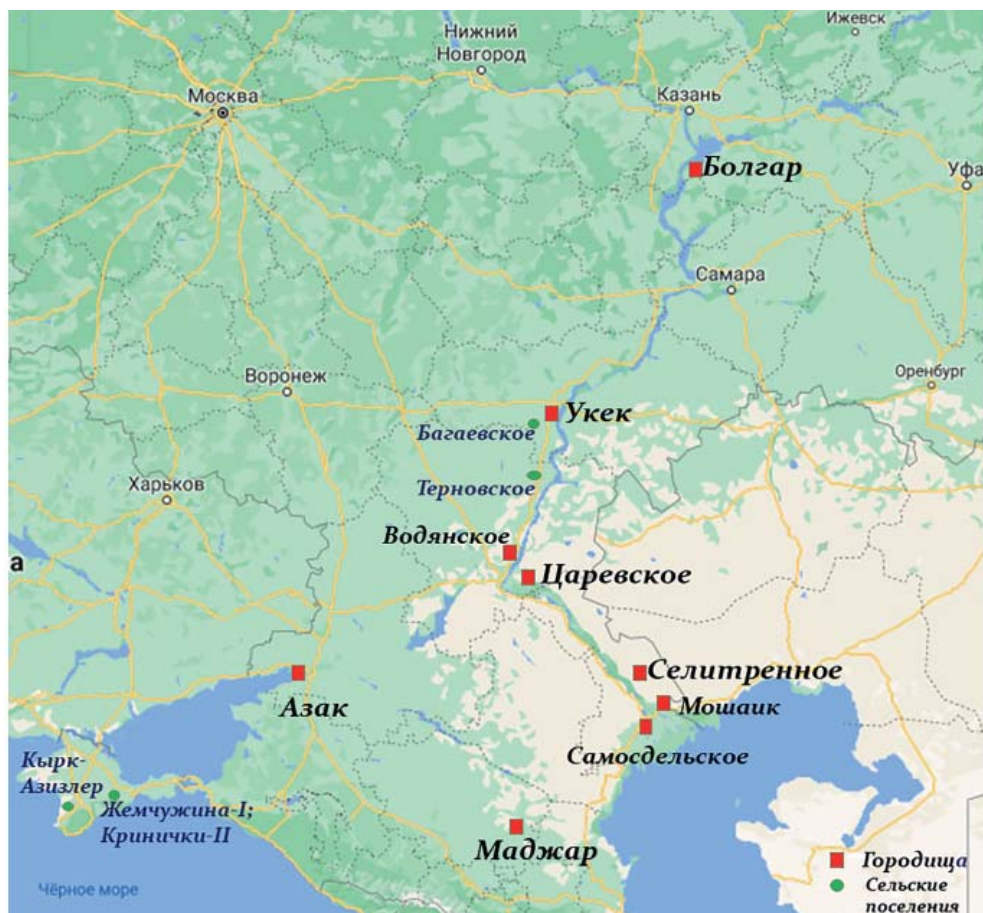 Ижевск
Нижний
Новгород
Москва
Казань
Болгар
Уфа
Самара
Воронеж
Оренбург
Укек
Багаевское
Харьков
Терновское
Водянское
а
Царевское
Селитренное
Азак
Мошаик
Самосдельское
Кырк-
Азизлер
Жемчужина-I;
Кринички-II
Маджар
Городища
Чёрное море
Сельские
поселения